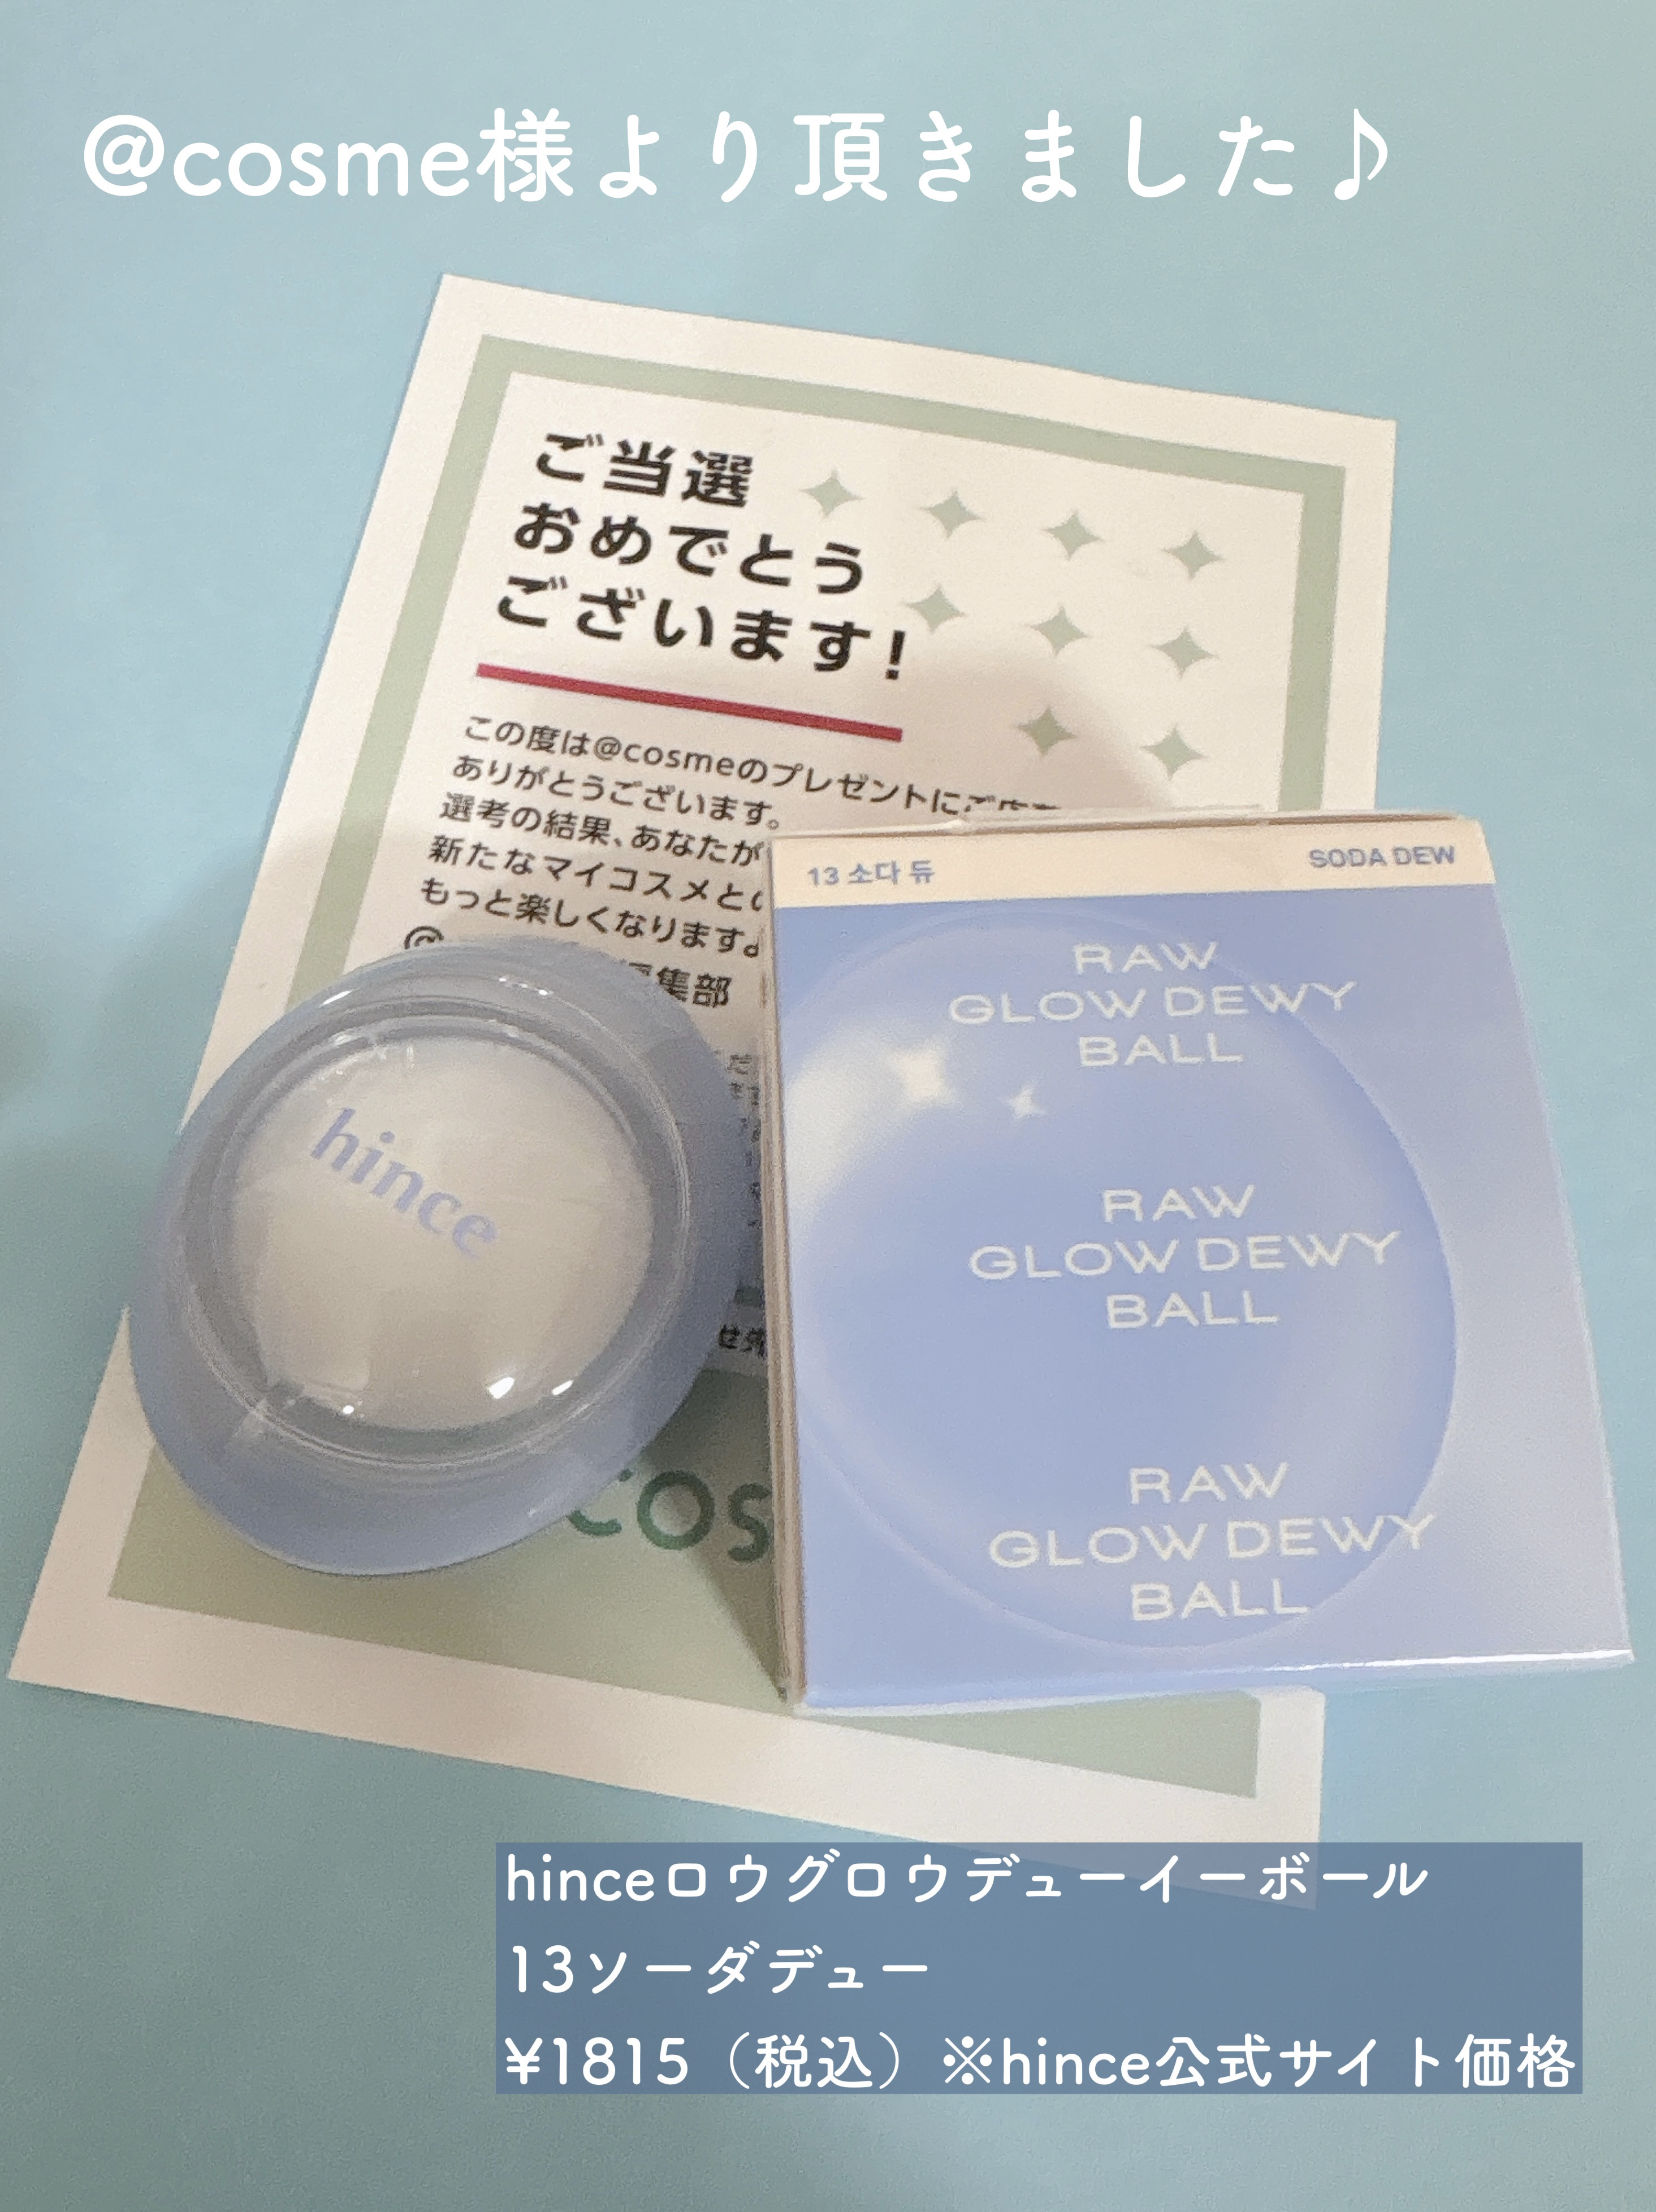 @cosme様より頂きました♪
ご当選
おめでとう
ございます!
この度は@cosmeのプレゼントにご
ありがとうございます。
選考の結果、あなたが
新たなマイコスメと
もっと楽しくなります
@
集部
hince
cos
13 소다 듀
SODA DEW
RAW
GLOW DEWY
BALL
RAW
GLOW DEWY
BALL
RAW
GLOW DEWY
BALL
hinceロウグロウデューイーボール
13ソーダデュー
¥1815（税込）※hince公式サイト価格